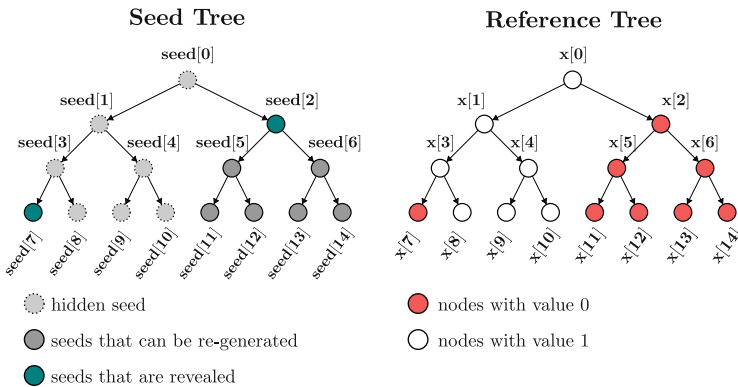 Seed Tree
Reference Tree
seed[0]
x[0]
seed[1]
seed[2]
x[1]
x[2]
seed[3]
seed[4]
seed[5]
seed[6]
x[3]
x[4]
x[5]
x[6]
seed[7]
seed[8]
seed[9]
seed[10]
seed[11]
seed[12]
seed[13]
seed[14]
x[7]
x[8]
x[9]
x[10]
x[11]
x[12]
x[13]
x[14]
hidden seed
seeds that can be re-generated
seeds that are revealed
nodes with value 0
nodes with value 1